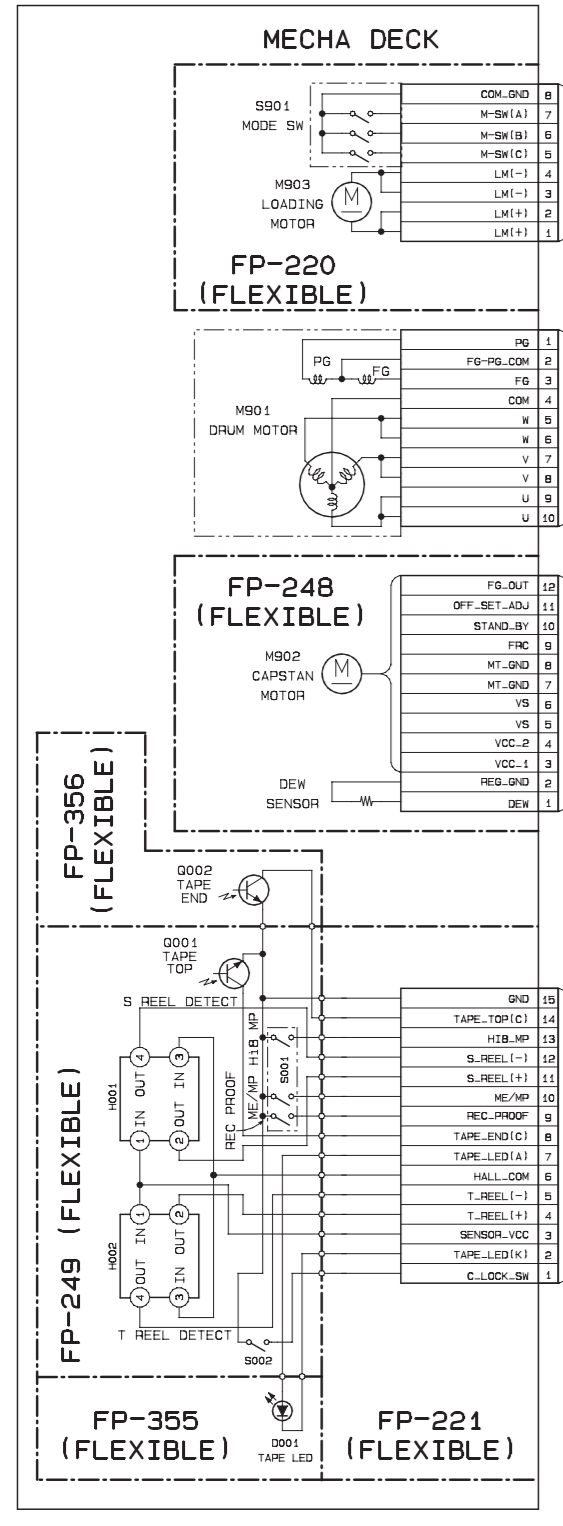 MECHA DECK
S901
MODE SW
COM_GND 8
M-SW(A) 7
M-SW(B) 6
M-SW(C) 5
LM(-) 4
LM(-) 3
LM(+) 2
LM(+) 1
M903
LOADING
MOTOR
M
FP-220
(FLEXIBLE)
PG
FG
M901
DRUM MOTOR
PG 1
FG-PG_COM 2
FG 3
COM 4
W 5
W 6
V 7
V 8
U 9
U 10
FP-248
(FLEXIBLE)
M902
CAPSTAN
MOTOR
M
DEW
SENSOR
FG_OUT 12
OFF_SET_ADJ 11
STAND_BY 10
FRC 9
MT_GND 8
MT_GND 7
VS 6
VS 5
VCC_2 4
VCC_1 3
REG_GND 2
DEW 1
FP-356
(FLEXIBLE)
Q002
TAPE
END
Q001
TAPE
TOP
S REEL DETECT
H001
4 3
OUT IN
IN OUT
1 2
HiB MP
ME/MP
REC PROOF
S001
H002
1 2
IN OUT
OUT IN
4 3
T REEL DETECT
S002
FP-249 (FLEXIBLE)
GND 15
TAPE_TOP(C) 14
HIB_MP 13
S_REEL(-) 12
S_REEL(+) 11
ME/MP 10
REC_PROOF 9
TAPE_END(C) 8
TAPE_LED(A) 7
HALL_COM 6
T_REEL(-) 5
T_REEL(+) 4
SENSOR_VCC 3
TAPE_LED(K) 2
C_LOCK_SW 1
FP-355
(FLEXIBLE)
D001
TAPE LED
FP-221
(FLEXIBLE)